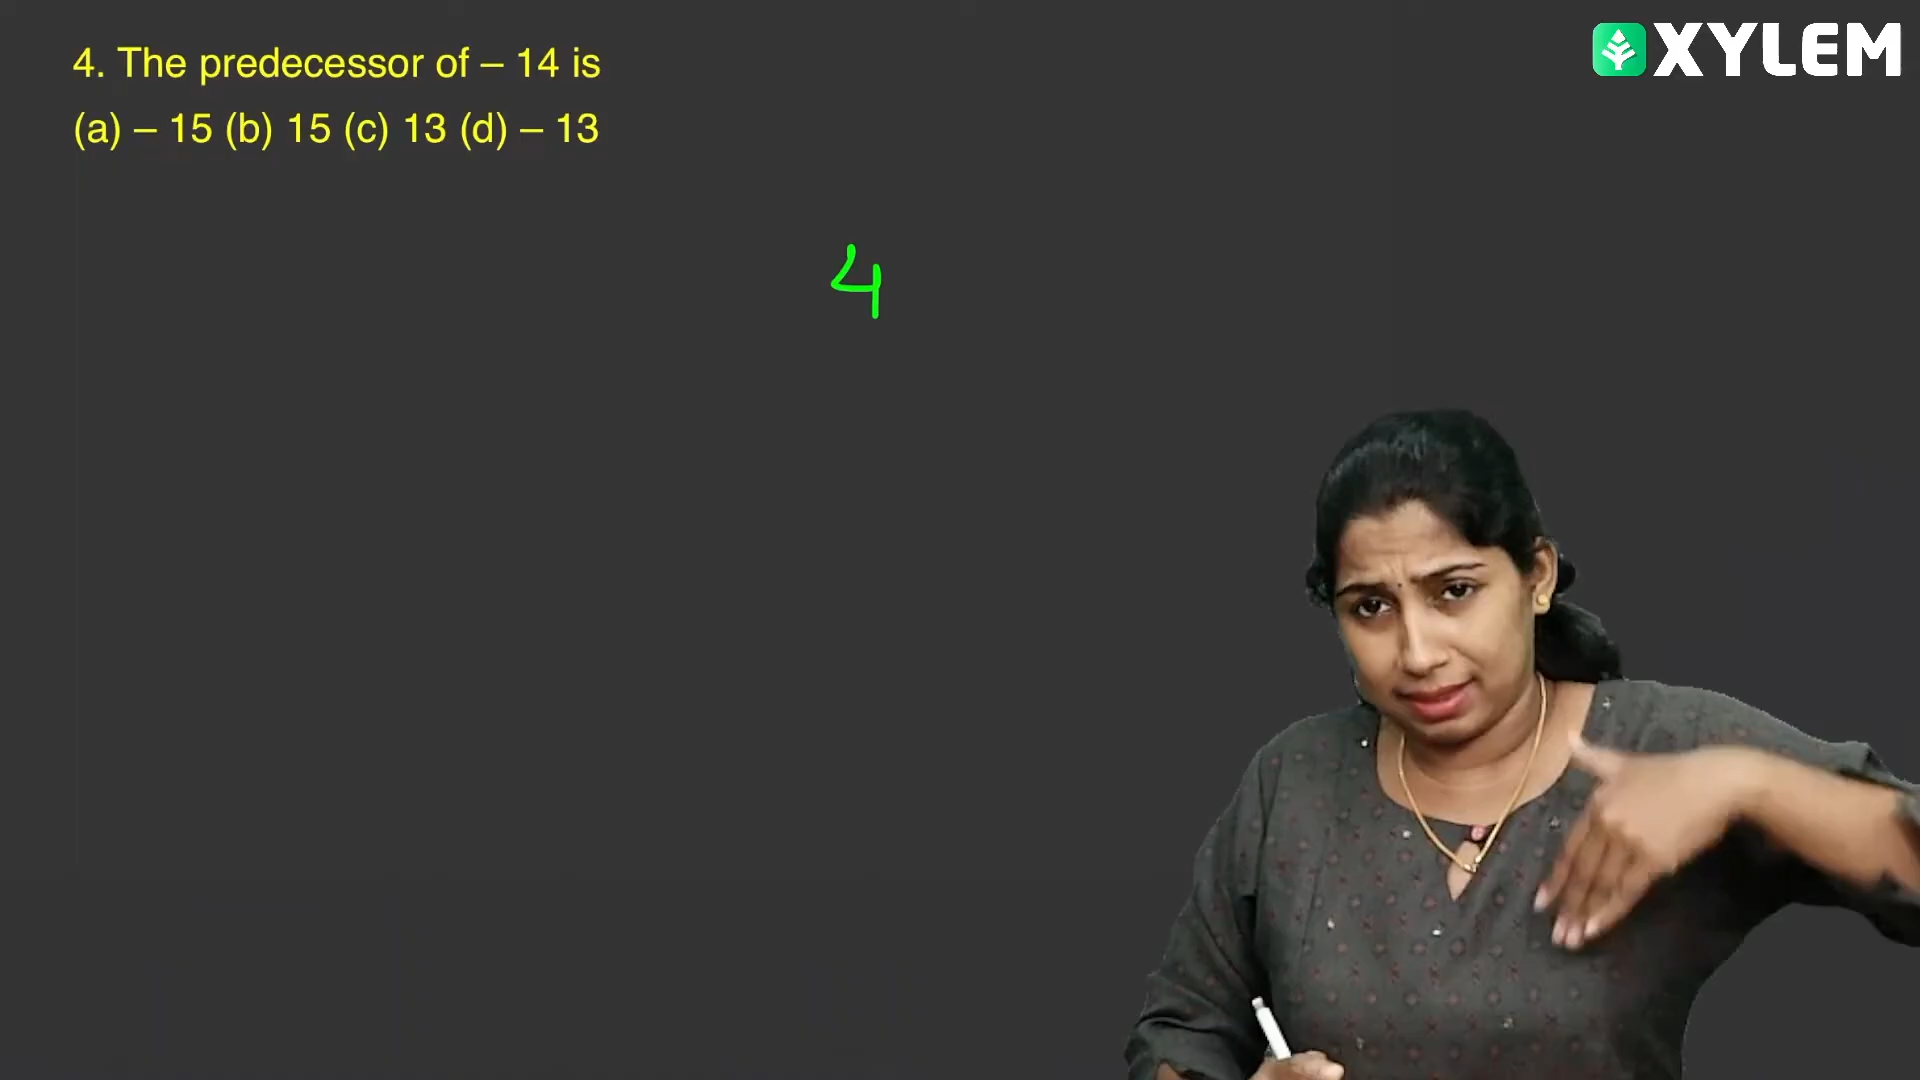 XYLEM
4. The predecessor of – 14 is
(a) – 15 (b) 15 (c) 13 (d) – 13
4